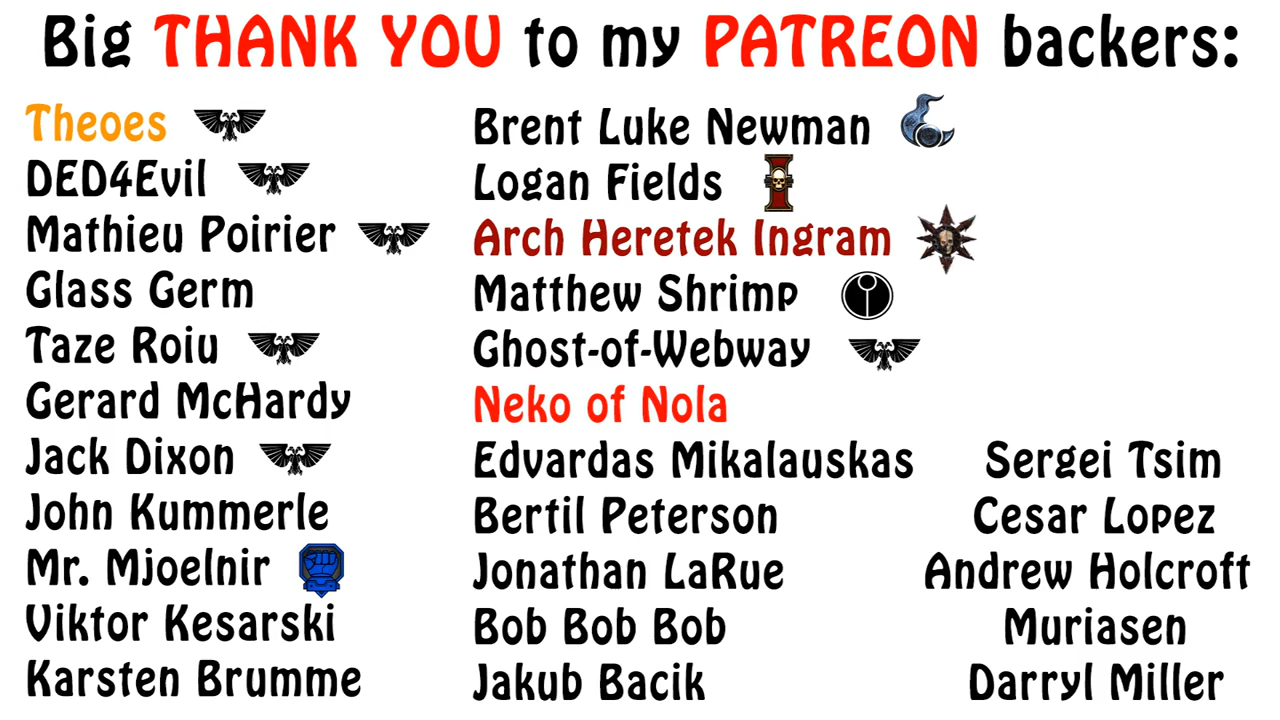 Big THANK YOU to my PATREON backers:
Theoes
DED4Evil
Mathieu Poirier
Glass Germ
Taze Roiu
Gerard McHardy
Jack Dixon
John Kummerle
Mr. Mjoelnir
Viktor Kesarski
Karsten Brumme
Brent Luke Newman
Logan Fields
Arch Heretek Ingram
Matthew Shrimp
Ghost-of-Webway
Neko of Nola
Edvardas Mikalauskas
Bertil Peterson
Jonathan LaRue
Bob Bob Bob
Jakub Bacik
Sergei Tsim
Cesar Lopez
Andrew Holcroft
Muriasen
Darryl Miller